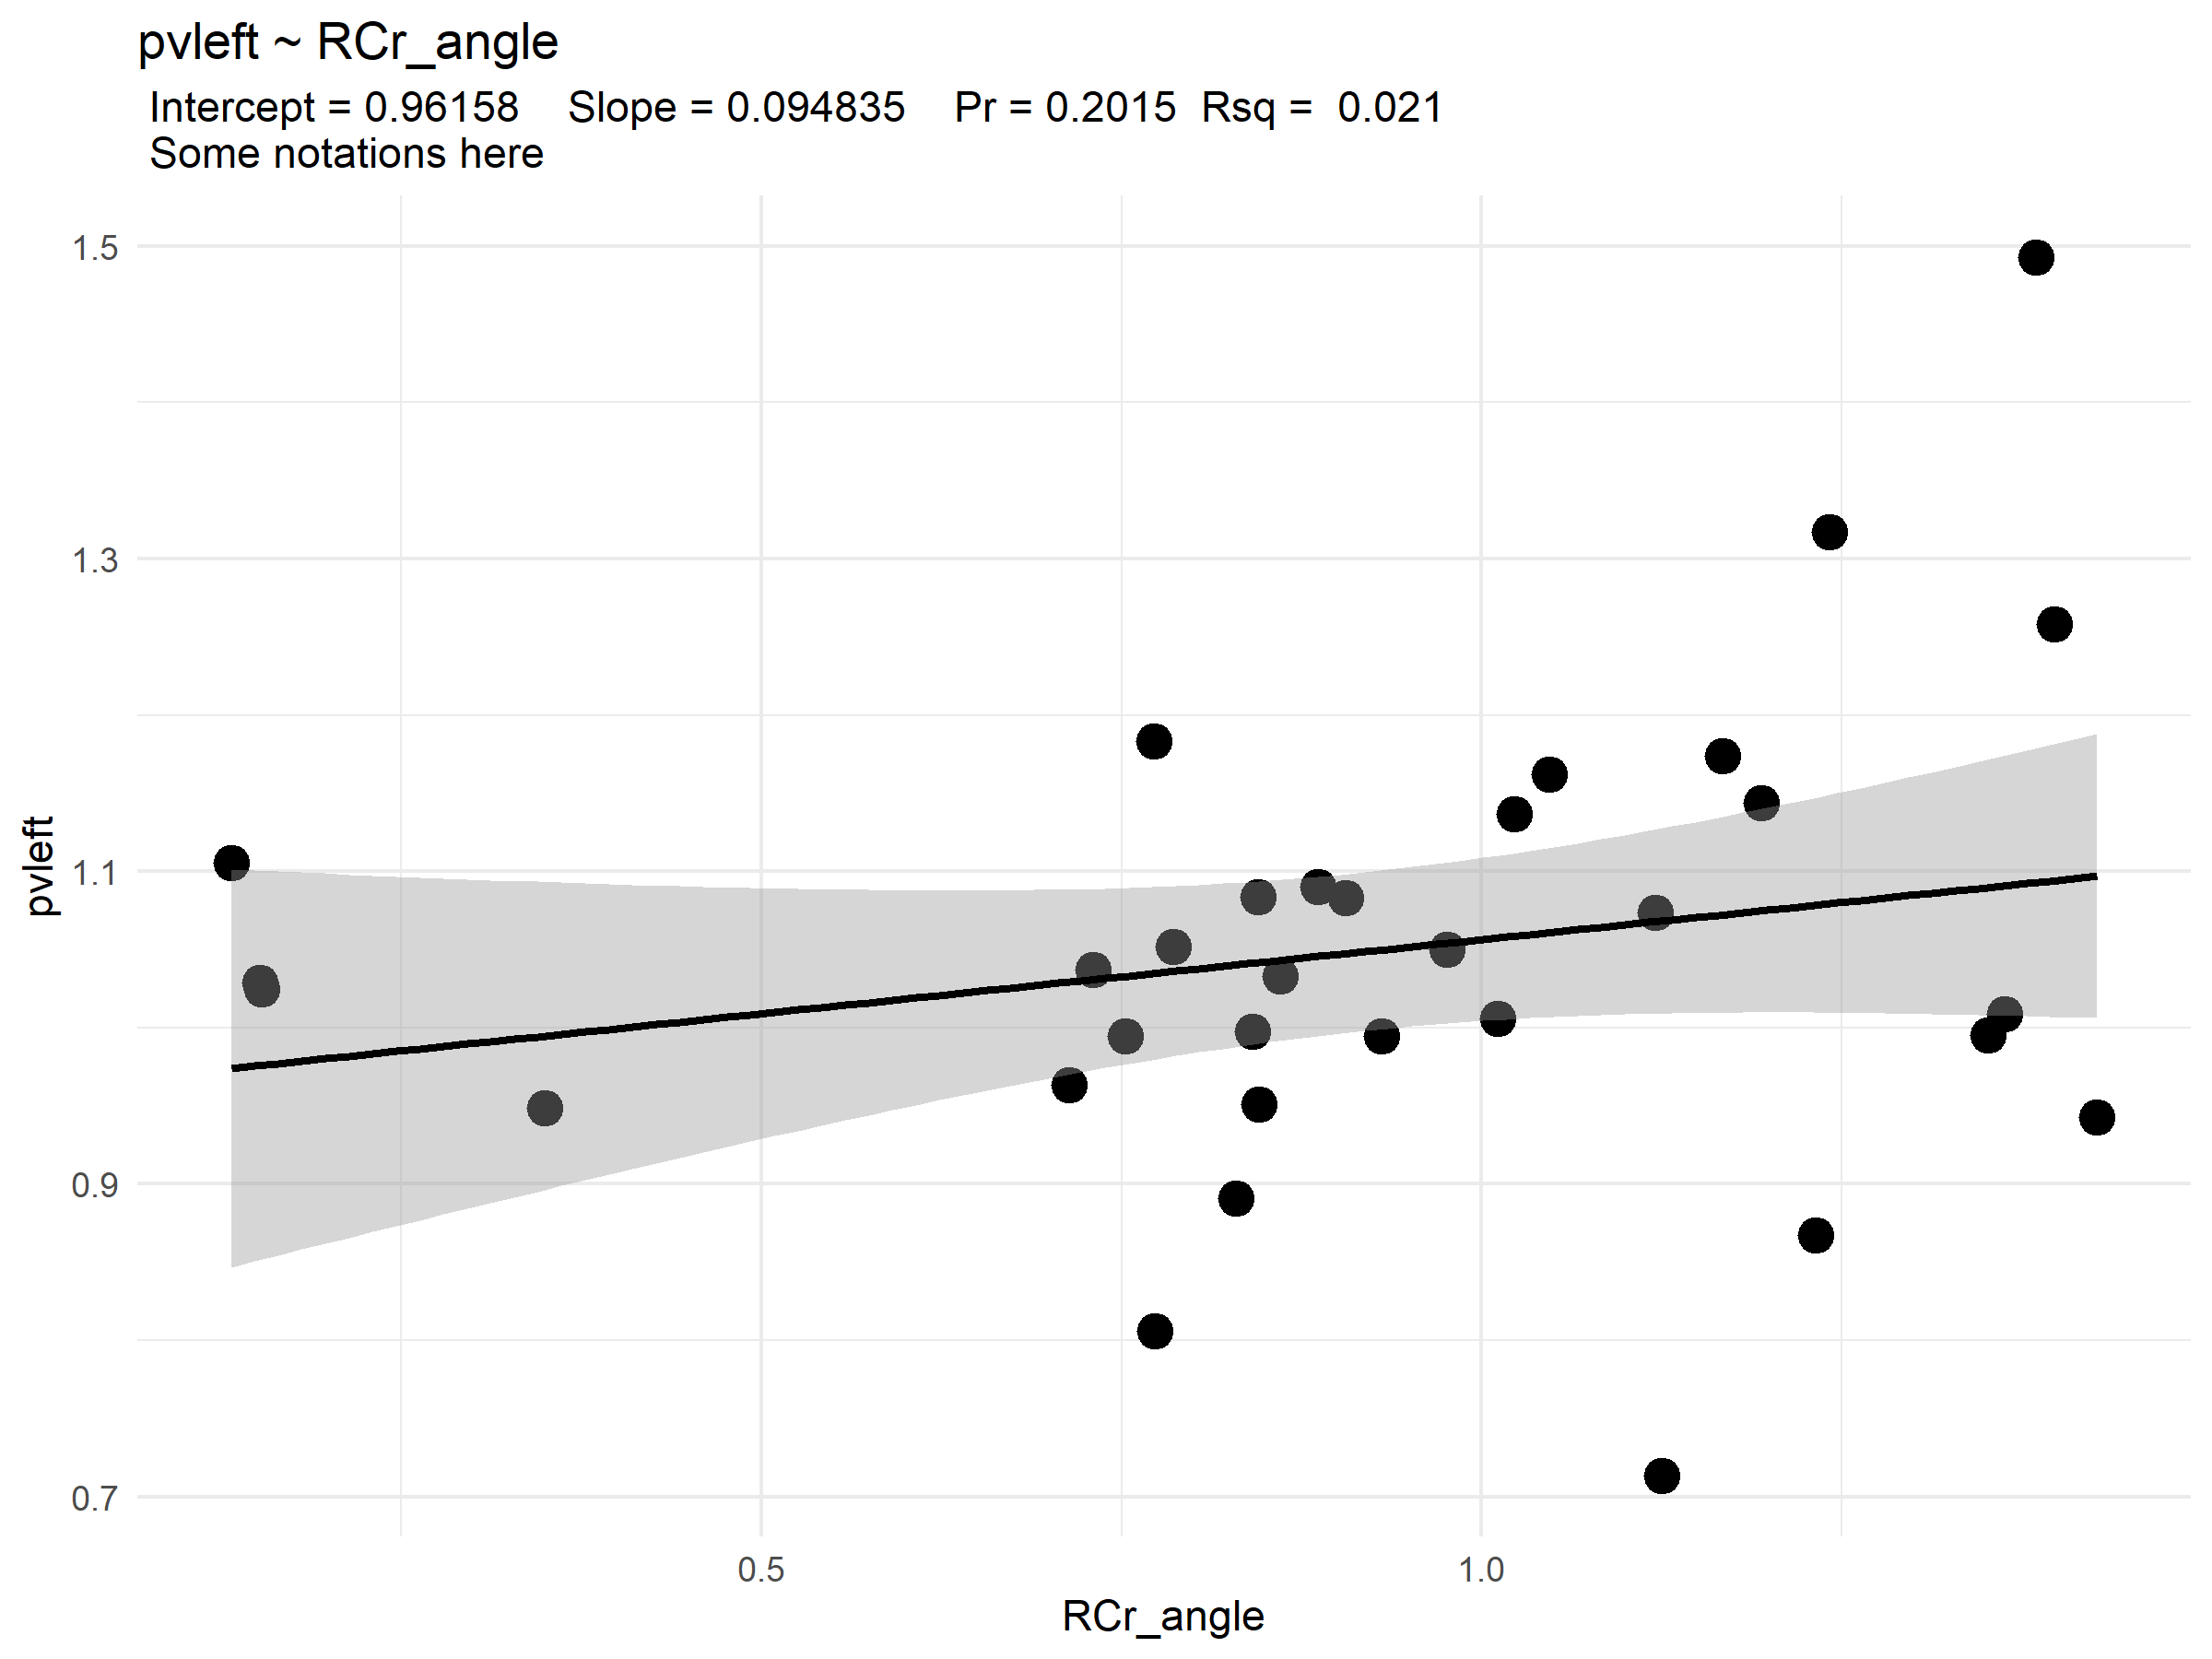 pvleft ~ RCr_angle
Intercept = 0.96158 Slope = 0.094835 Pr = 0.2015 Rsq = 0.021
Some notations here
1.5
1.3
1.1
0.9
0.7
pvleft
0.5 1.0
RCr_angle